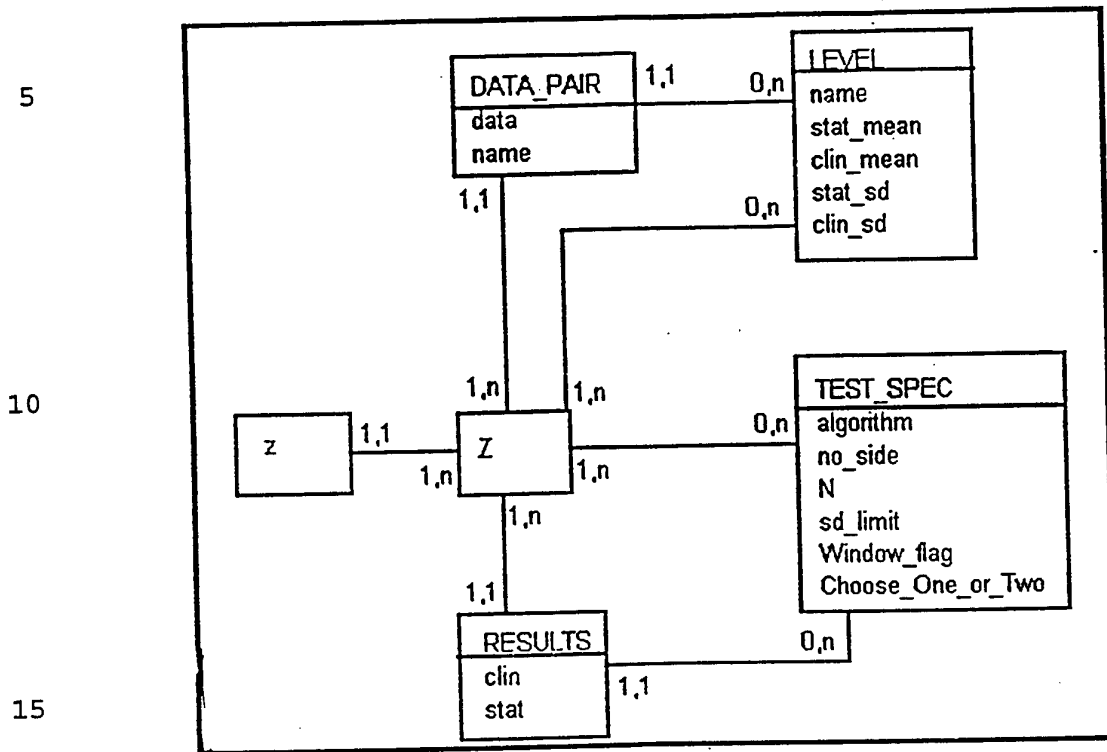 5
DATA_PAIR
data
name
1,1
0,n
LEVEL
name
stat_mean
clin_mean
stat_sd
clin_sd
1,1
0,n
10
1,n
1,n
z
1,1
1,n
Z
1,n
0,n
TEST_SPEC
algorithm
no_side
N
sd_limit
Window_flag
Choose_One_or_Two
1,n
1,1
RESULTS
clin
stat
1,1
0,n
15